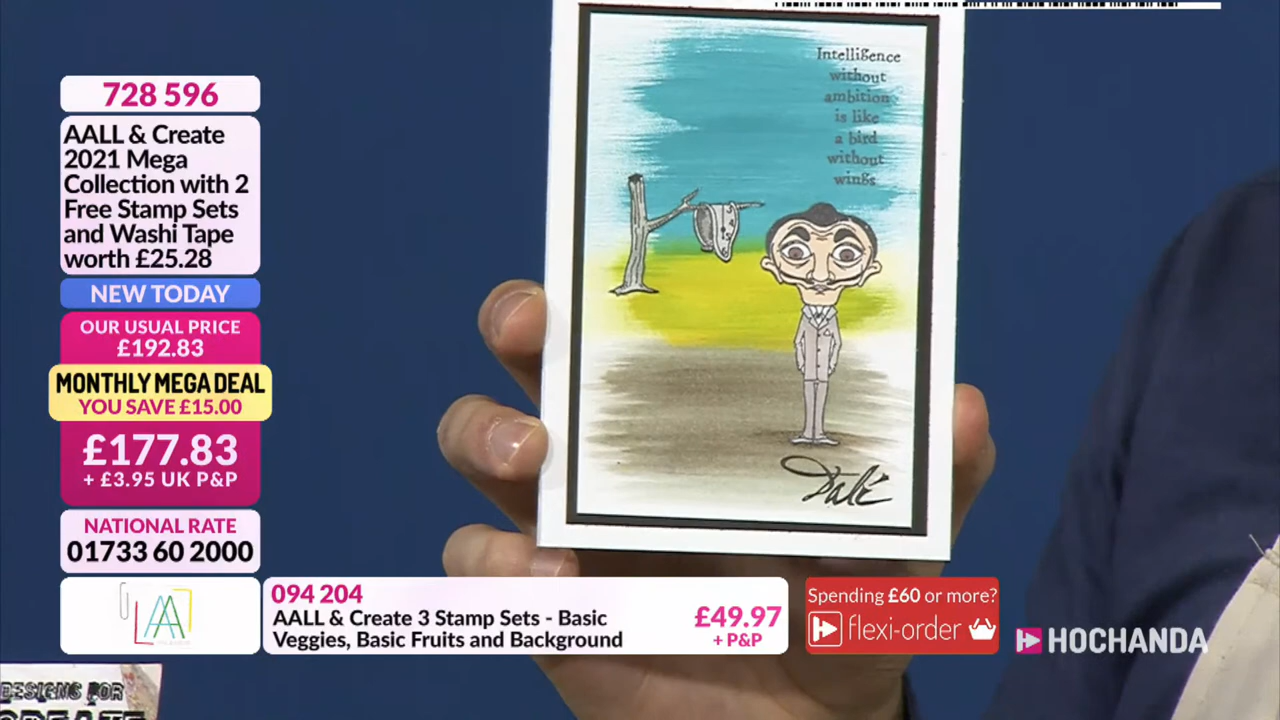 728 596
AALL & Create
2021 Mega
Collection with 2
Free Stamp Sets
and Washi Tape
worth £25.28
NEW TODAY
OUR USUAL PRICE
£192.83
MONTHLY MEGA DEAL
YOU SAVE £15.00
£177.83
+ £3.95 UK P&P
NATIONAL RATE
01733 60 2000
Intelligence
without
ambition
is like
a bird
without
wings
Dalí
LAA
094 204
AALL & Create 3 Stamp Sets - Basic
Veggies, Basic Fruits and Background
£49.97
+ P&P
Spending £60 or more?
flexi-order
HOCHANDA
DESIGNS FOR
CREATE